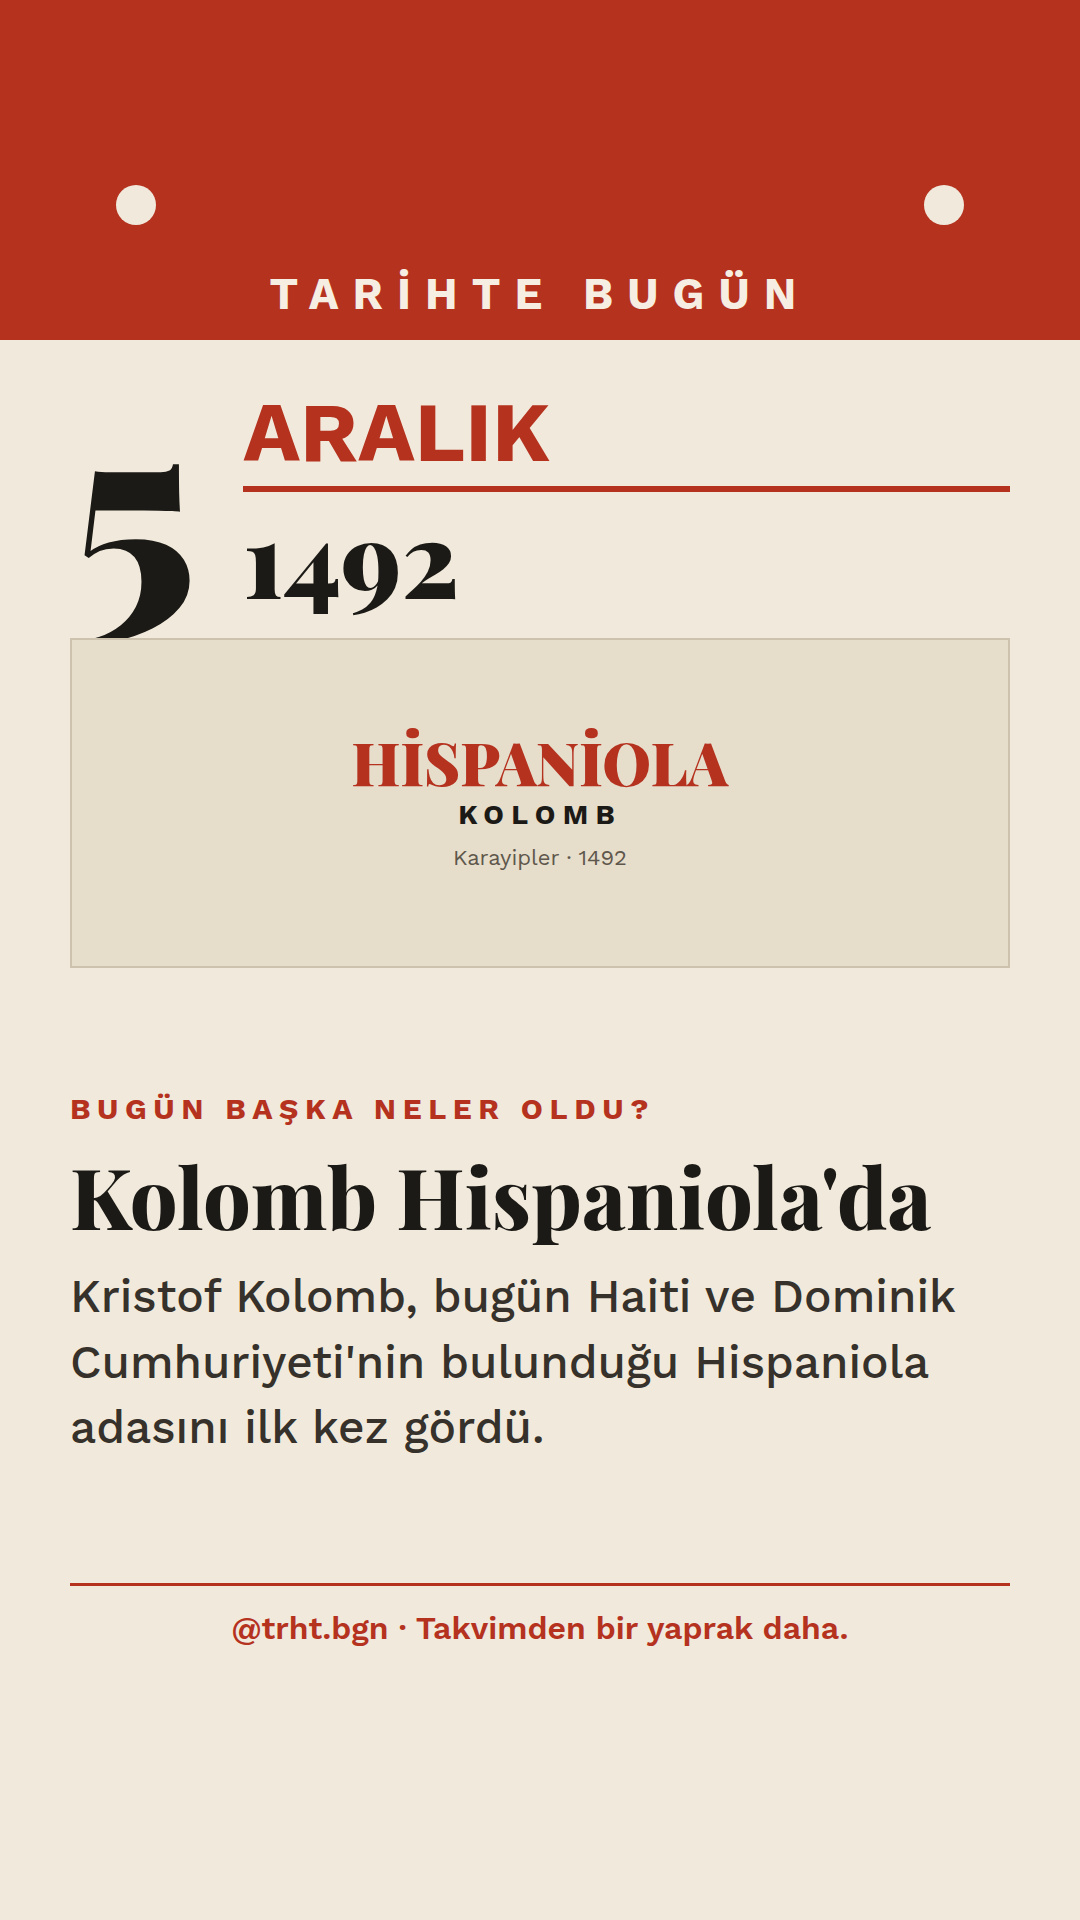 TARİHTE BUGÜN
5
ARALIK
1492
HİSPANİOLA
KOLOMB
Karayipler · 1492
BUGÜN BAŞKA NELER OLDU?
Kolomb Hispaniola'da
Kristof Kolomb, bugün Haiti ve Dominik
Cumhuriyeti'nin bulunduğu Hispaniola
adasını ilk kez gördü.
@trht.bgn · Takvimden bir yaprak daha.